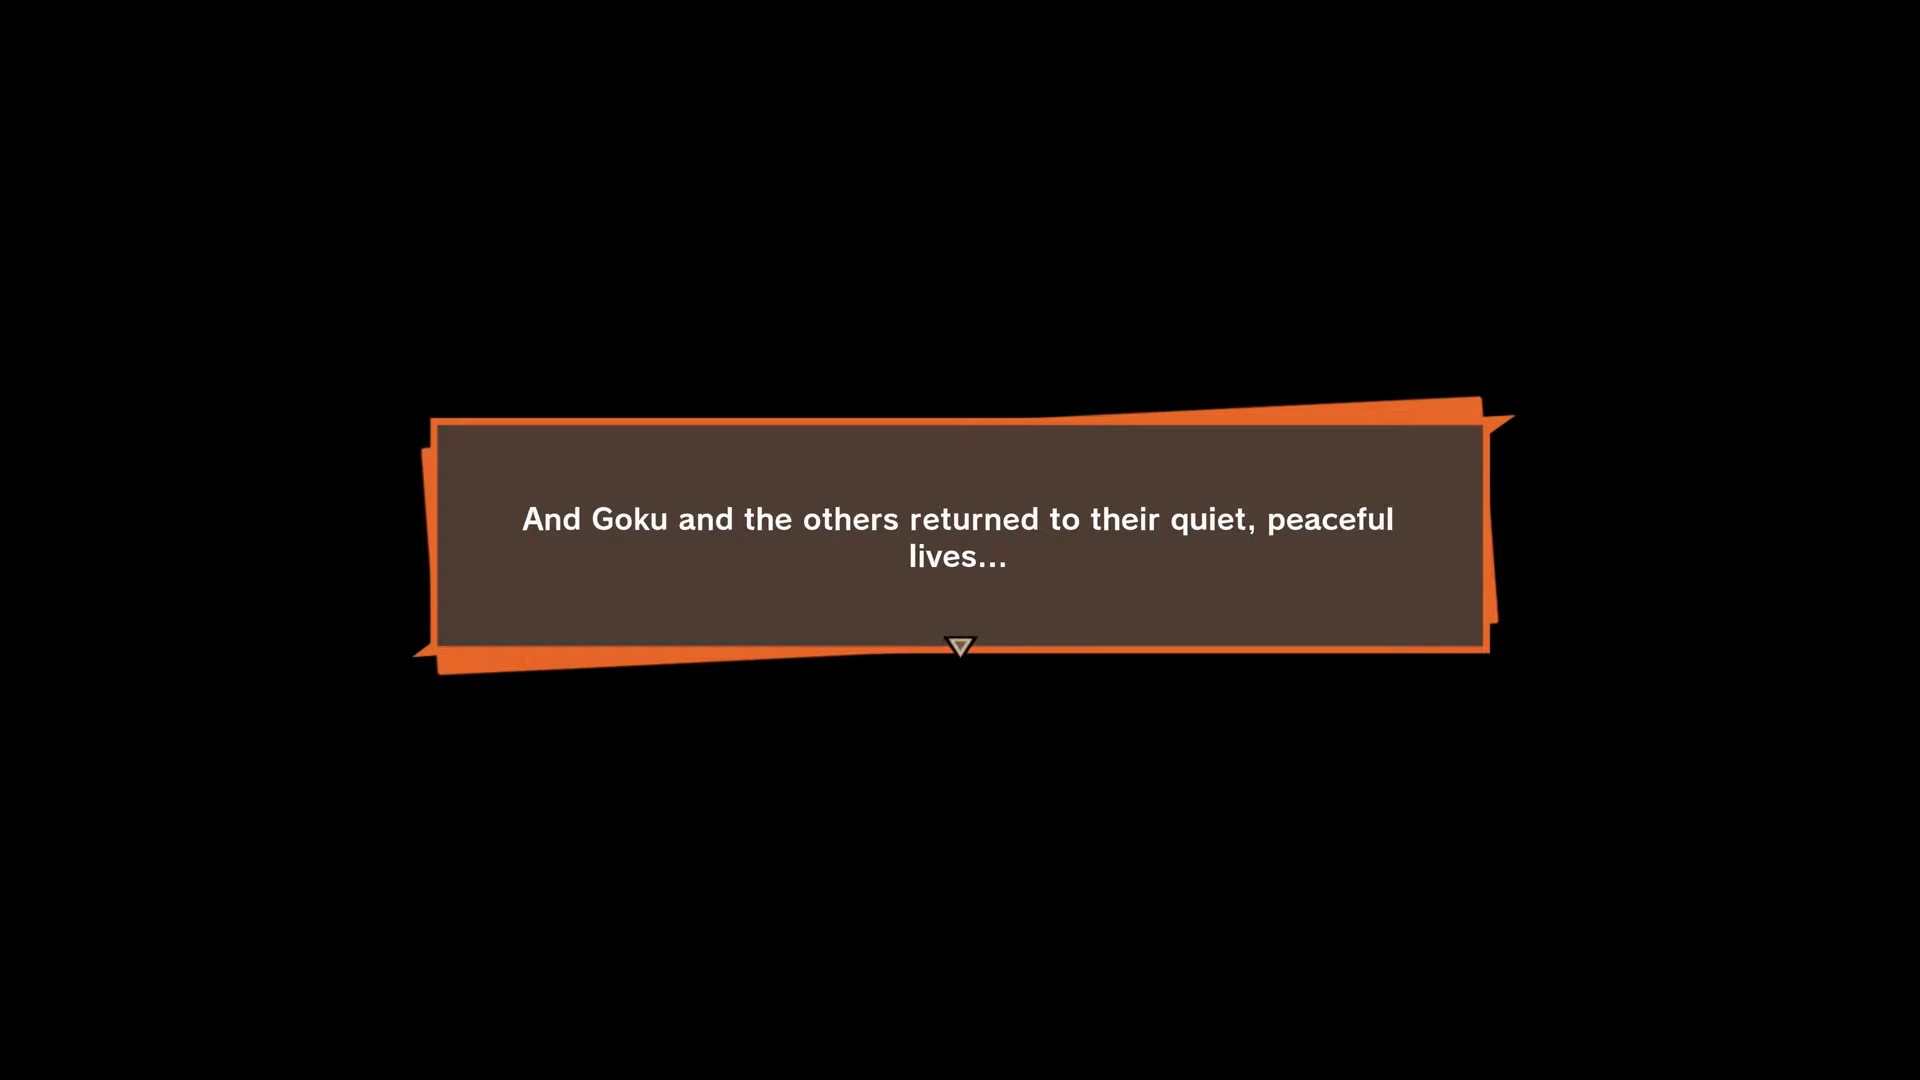 And Goku and the others returned to their quiet, peaceful
lives...